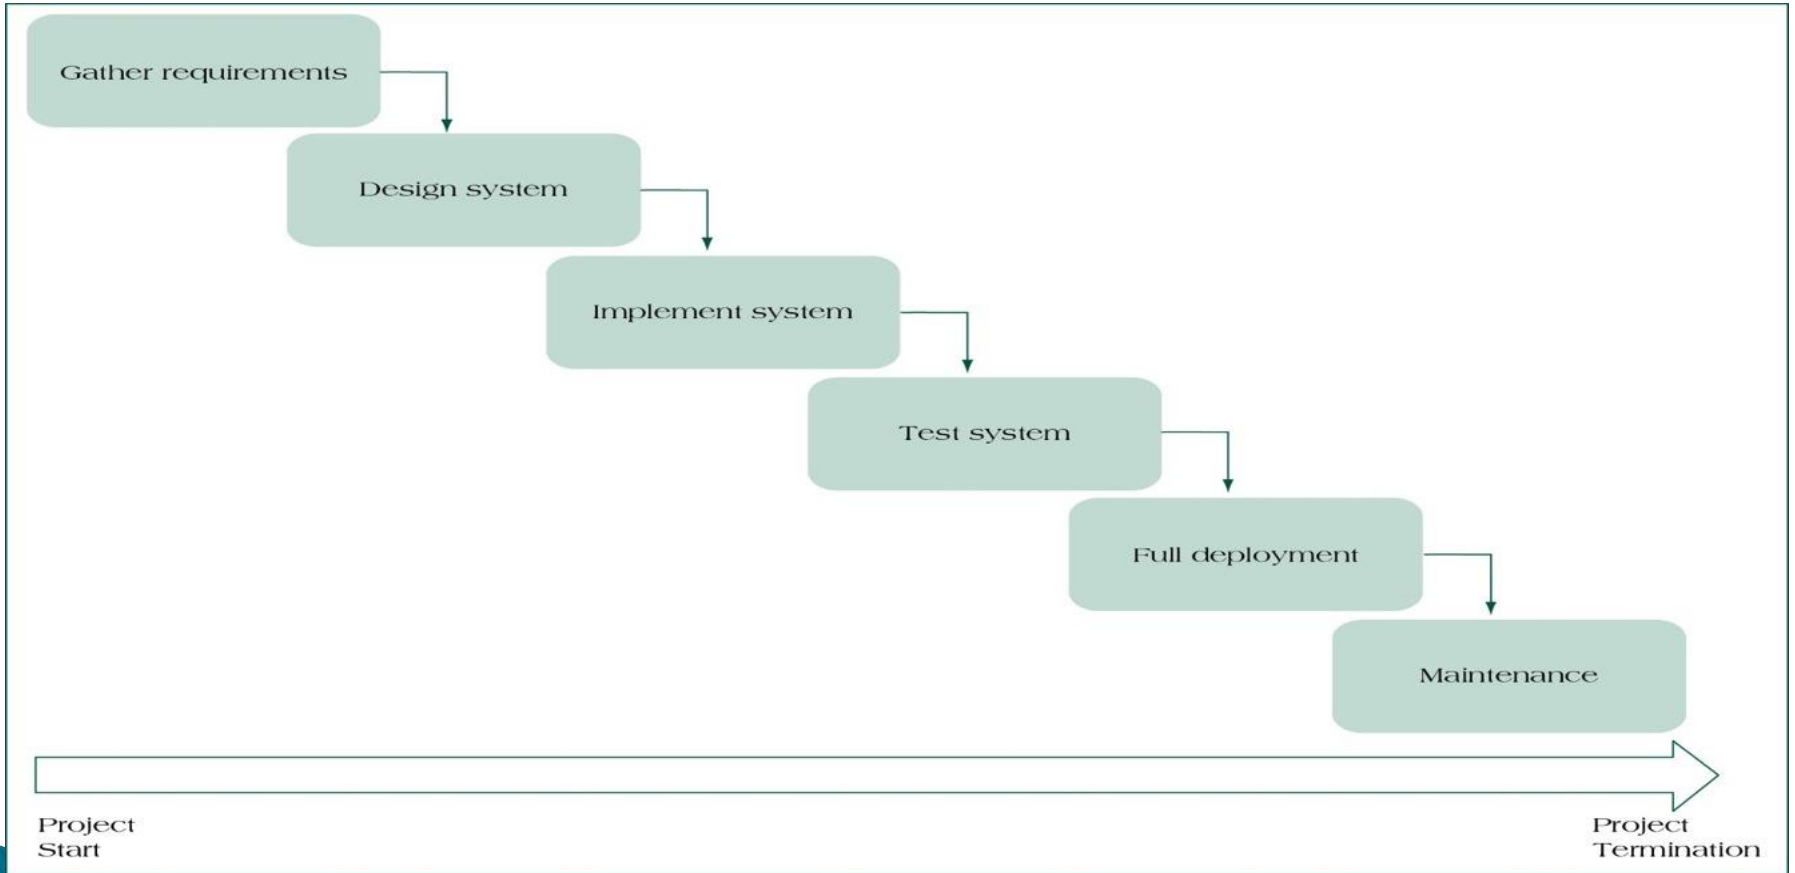 Gather requirements
Design system
Implement system
Test system
Full deployment
Maintenance
Project
Start
Project
Termination